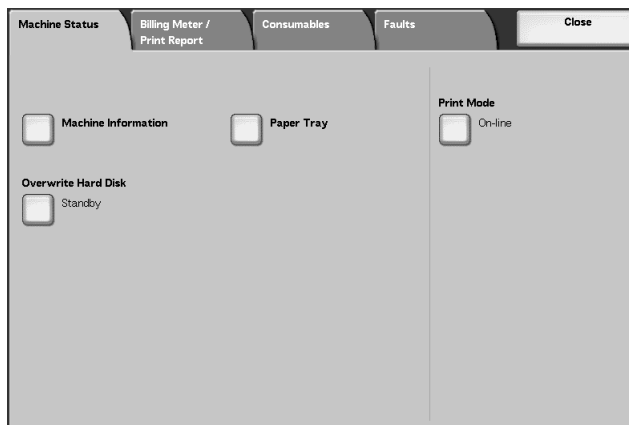 Machine Status
Billing Meter /
Print Report
Consumables
Faults
Close
Machine Information
Paper Tray
Print Mode
On-line
Overwrite Hard Disk
Standby